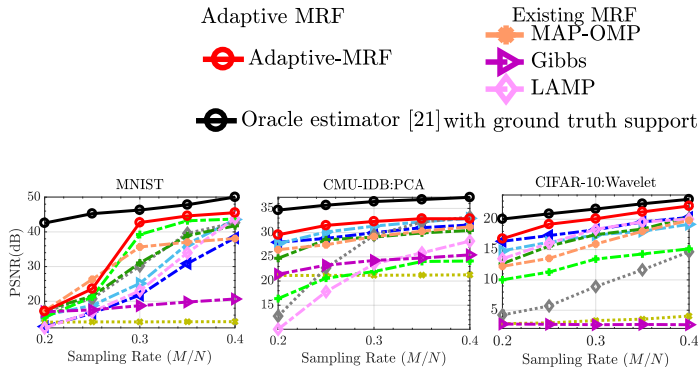 Adaptive MRF
Existing MRF
Adaptive-MRF
MAP-OMP
Gibbs
LAMP
Oracle estimator [21] with ground truth support
MNIST
CMU-IDB:PCA
CIFAR-10:Wavelet
PSNR(dB)
50
40
30
20
0.2
0.3
0.4
Sampling Rate (M/N)
35
30
25
20
15
0.2
0.3
0.4
Sampling Rate (M/N)
20
15
10
5
0.2
0.3
0.4
Sampling Rate (M/N)